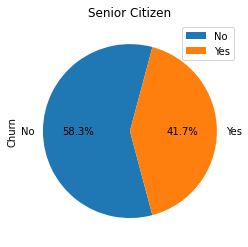 Senior Citizen
No
Yes
Churn
No
58.3%
41.7%
Yes